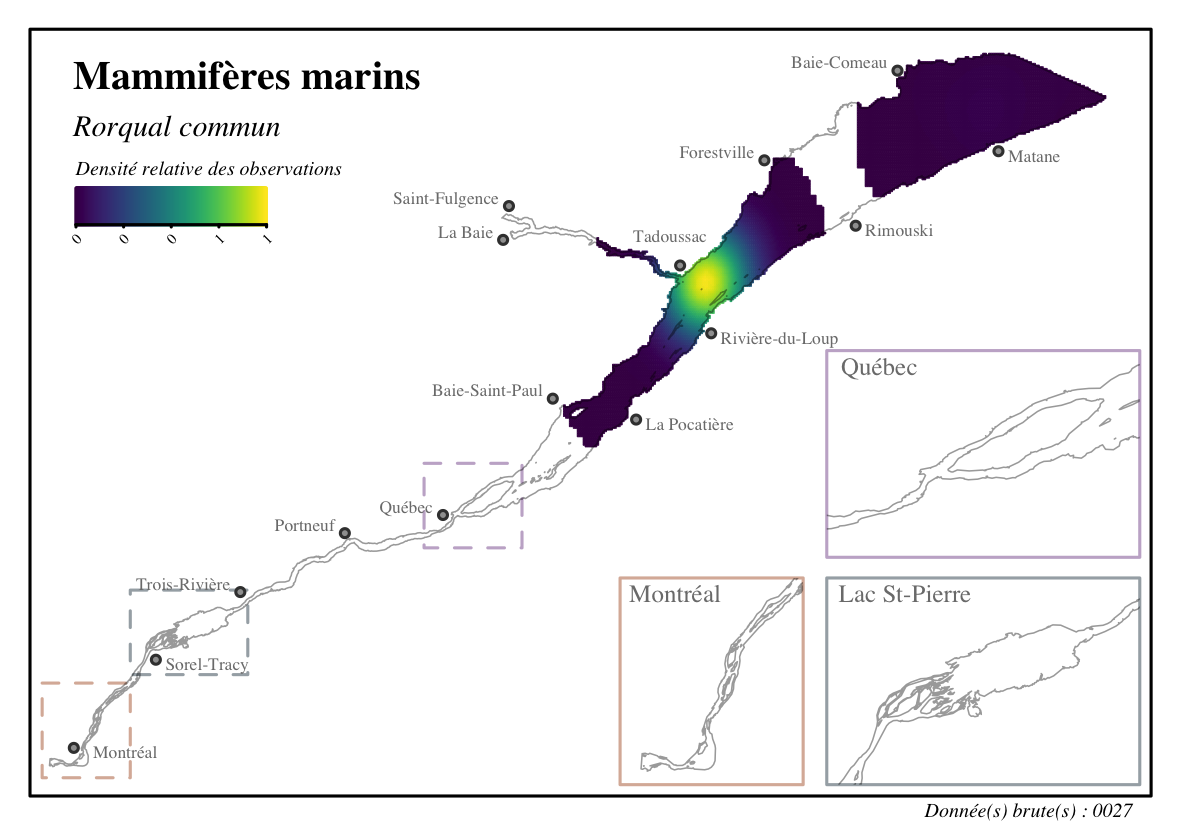 Mammifères marins
Rorqual commun
Densité relative des observations
0 0 0 1 1
Baie-Comeau
Matane
Forestville
Rimouski
Saint-Fulgence
La Baie
Tadoussac
Rivière-du-Loup
Baie-Saint-Paul
La Pocatière
Québec
Portneuf
Trois-Rivière
Sorel-Tracy
Montréal
Québec
Montréal
Lac St-Pierre
Donnée(s) brute(s) : 0027